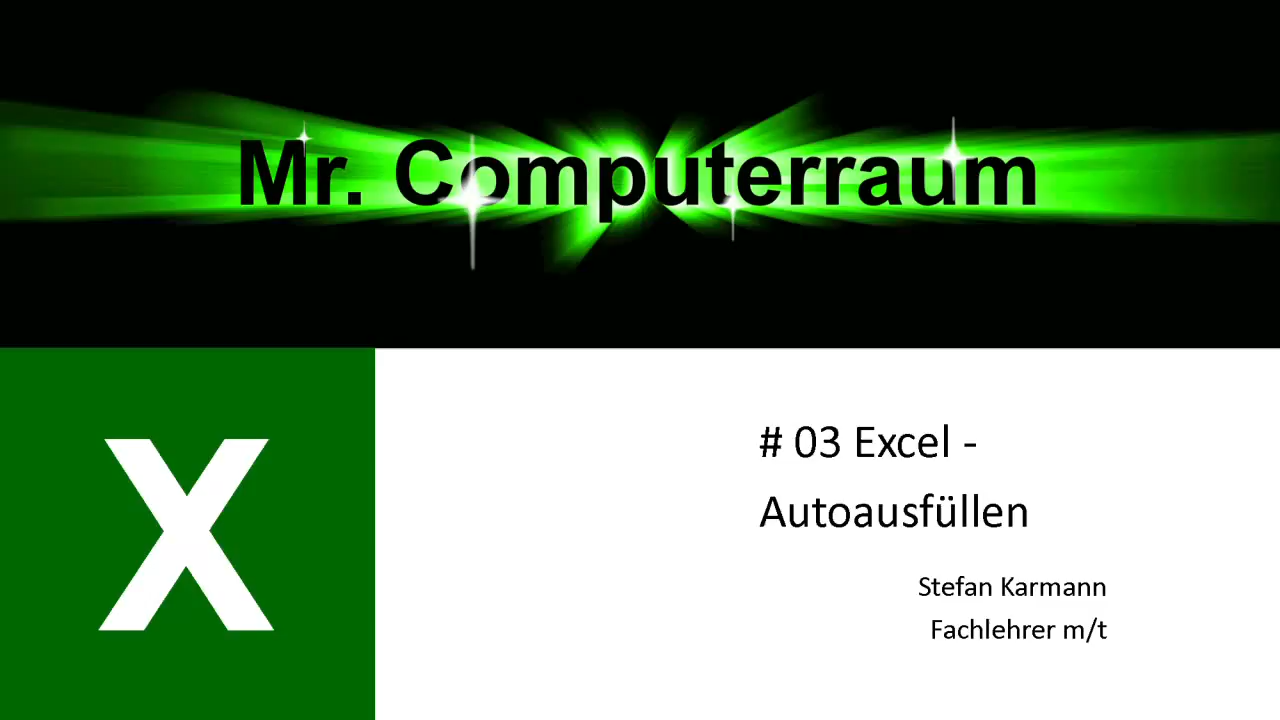 Mr. Computerraum
X
# 03 Excel -
Autoausfüllen
Stefan Karmann
Fachlehrer m/t